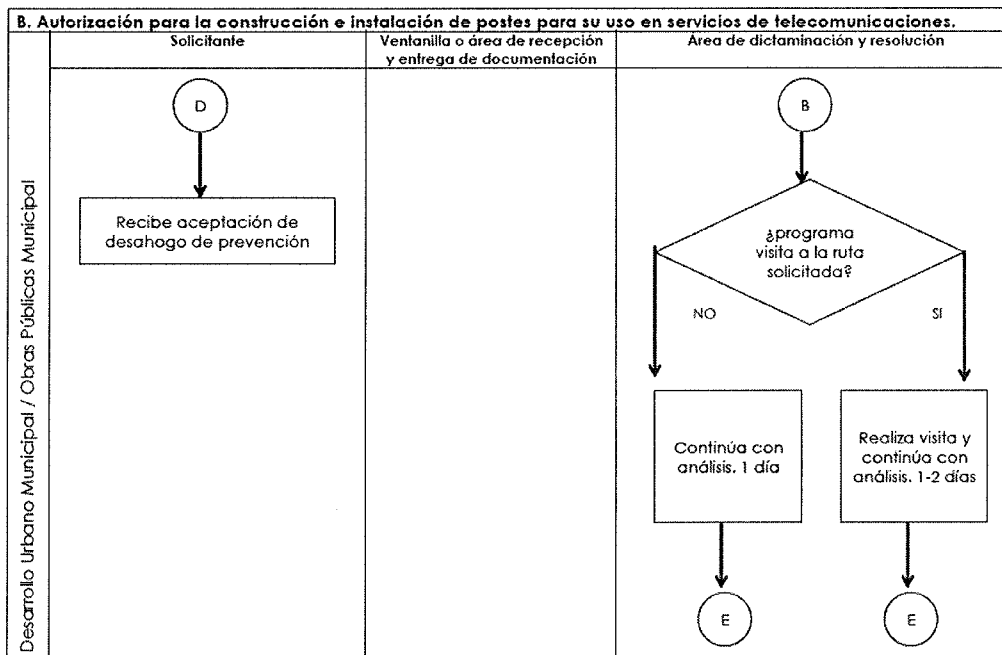 B. Autorización para la construcción e instalación de postes para su uso en servicios de telecomunicaciones.
Solicitante
Ventanilla o área de recepción
y entrega de documentación
Área de dictaminación y resolución
Desarrollo Urbano Municipal / Obras Públicas Municipal
D
Recibe aceptación de
desahogo de prevención
B
¿programa
visita a la ruta
solicitada?
NO
SI
Continúa con
análisis. 1 día
Realiza visita y
continúa con
análisis. 1-2 días
E
E